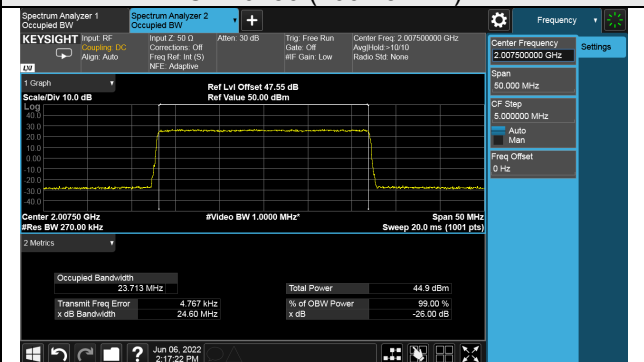 Spectrum Analyzer 1
Occupied BW
Spectrum Analyzer 2
Occupied BW
Frequency
KEYSIGHT
Input: RF
Coupling: DC
Align: Auto
Input Z: 50 Ω
Corrections: Off
Freq Ref: Int (S)
NFE: Adaptive
Atten: 30 dB
Trig: Free Run
Gate: Off
#IF Gain: Low
Center Freq: 2.007500000 GHz
Avg|Hold:>10/10
Radio Std: None
LXI
Center Frequency
2.007500000 GHz
Settings
Span
50.000 MHz
CF Step
5.000000 MHz
Auto
Man
Freq Offset
0 Hz
1 Graph
Scale/Div 10.0 dB
Ref Lvl Offset 47.55 dB
Ref Value 50.00 dBm
Log
40.0
30.0
20.0
10.0
0.00
-10.0
-20.0
-30.0
-40.0
Center 2.00750 GHz
#Res BW 270.00 kHz
#Video BW 1.0000 MHz*
Span 50 MHz
Sweep 20.0 ms (1001 pts)
2 Metrics
Occupied Bandwidth
23.713 MHz
Total Power
44.9 dBm
Transmit Freq Error
4.767 kHz
% of OBW Power
99.00 %
x dB Bandwidth
24.60 MHz
x dB
-26.00 dB
?
Jun 06, 2022
2:17:22 PM